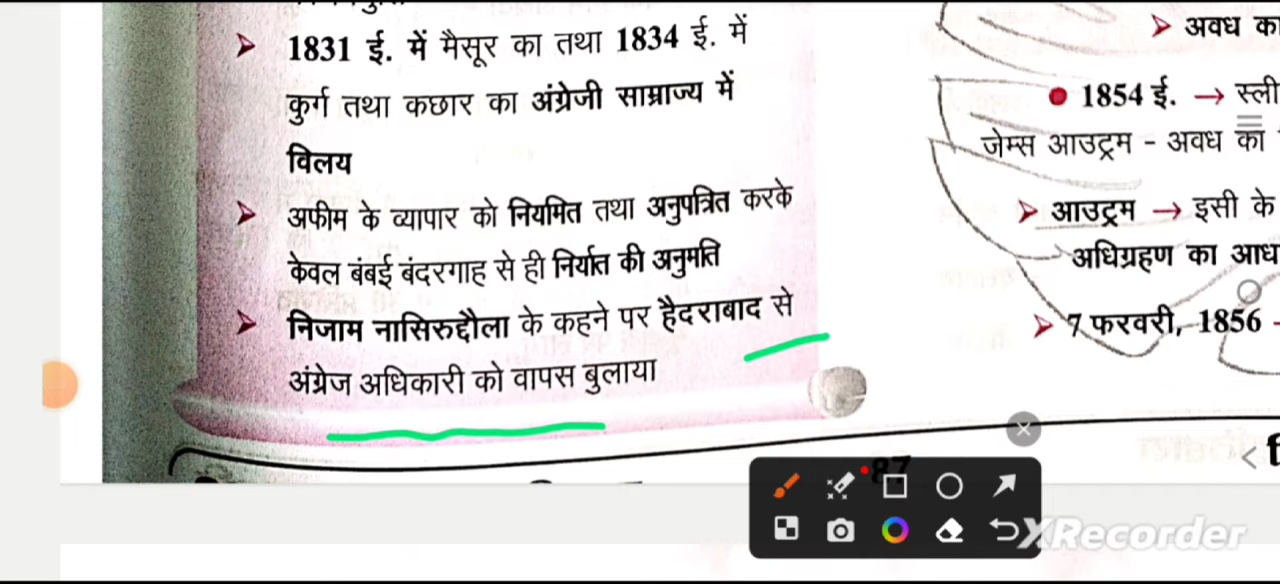 ➤ 1831 ई. में मैसूर का तथा 1834 ई. में
कुर्ग तथा कछार का अंग्रेजी साम्राज्य में
विलय
➤ अफीम के व्यापार को नियमित तथा अनुपत्रित करके
केवल बंबई बंदरगाह से ही निर्यात की अनुमति
➤ निजाम नासिरुद्दौला के कहने पर हैदराबाद से
अंग्रेज अधिकारी को वापस बुलाया
➤ अवध का
● 1854 ई. → स्ली
जेम्स आउट्रम - अवध का
➤ आउट्रम → इसी के
अधिग्रहण का आध
➤ 7 फरवरी, 1856 -
87
XRecorder